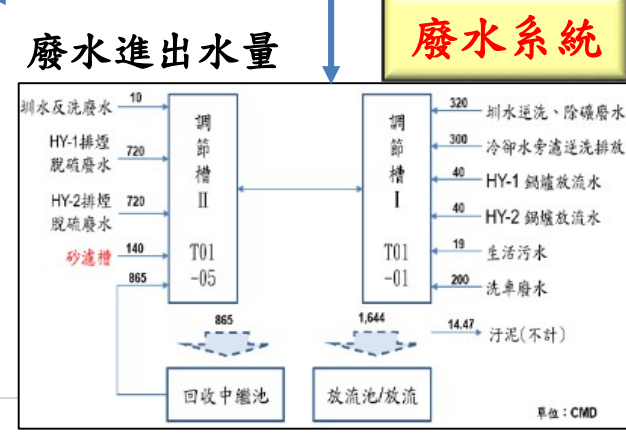 廢水系統
廢水進出水量
圳水反洗廢水
10
HY-1排煙
脫硫廢水
720
HY-2排煙
脫硫廢水
720
砂濾槽
140
865
調
節
槽
II
T01
-05
調
節
槽
I
T01
-01
320
圳水逆洗、除礦廢水
300
冷卻水旁濾逆洗排放
40
HY-1 鍋爐放流水
40
HY-2 鍋爐放流水
19
生活污水
200
洗車廢水
14.47
汙泥(不計)
865
1,644
回收中繼池
放流池/放流
單位：CMD